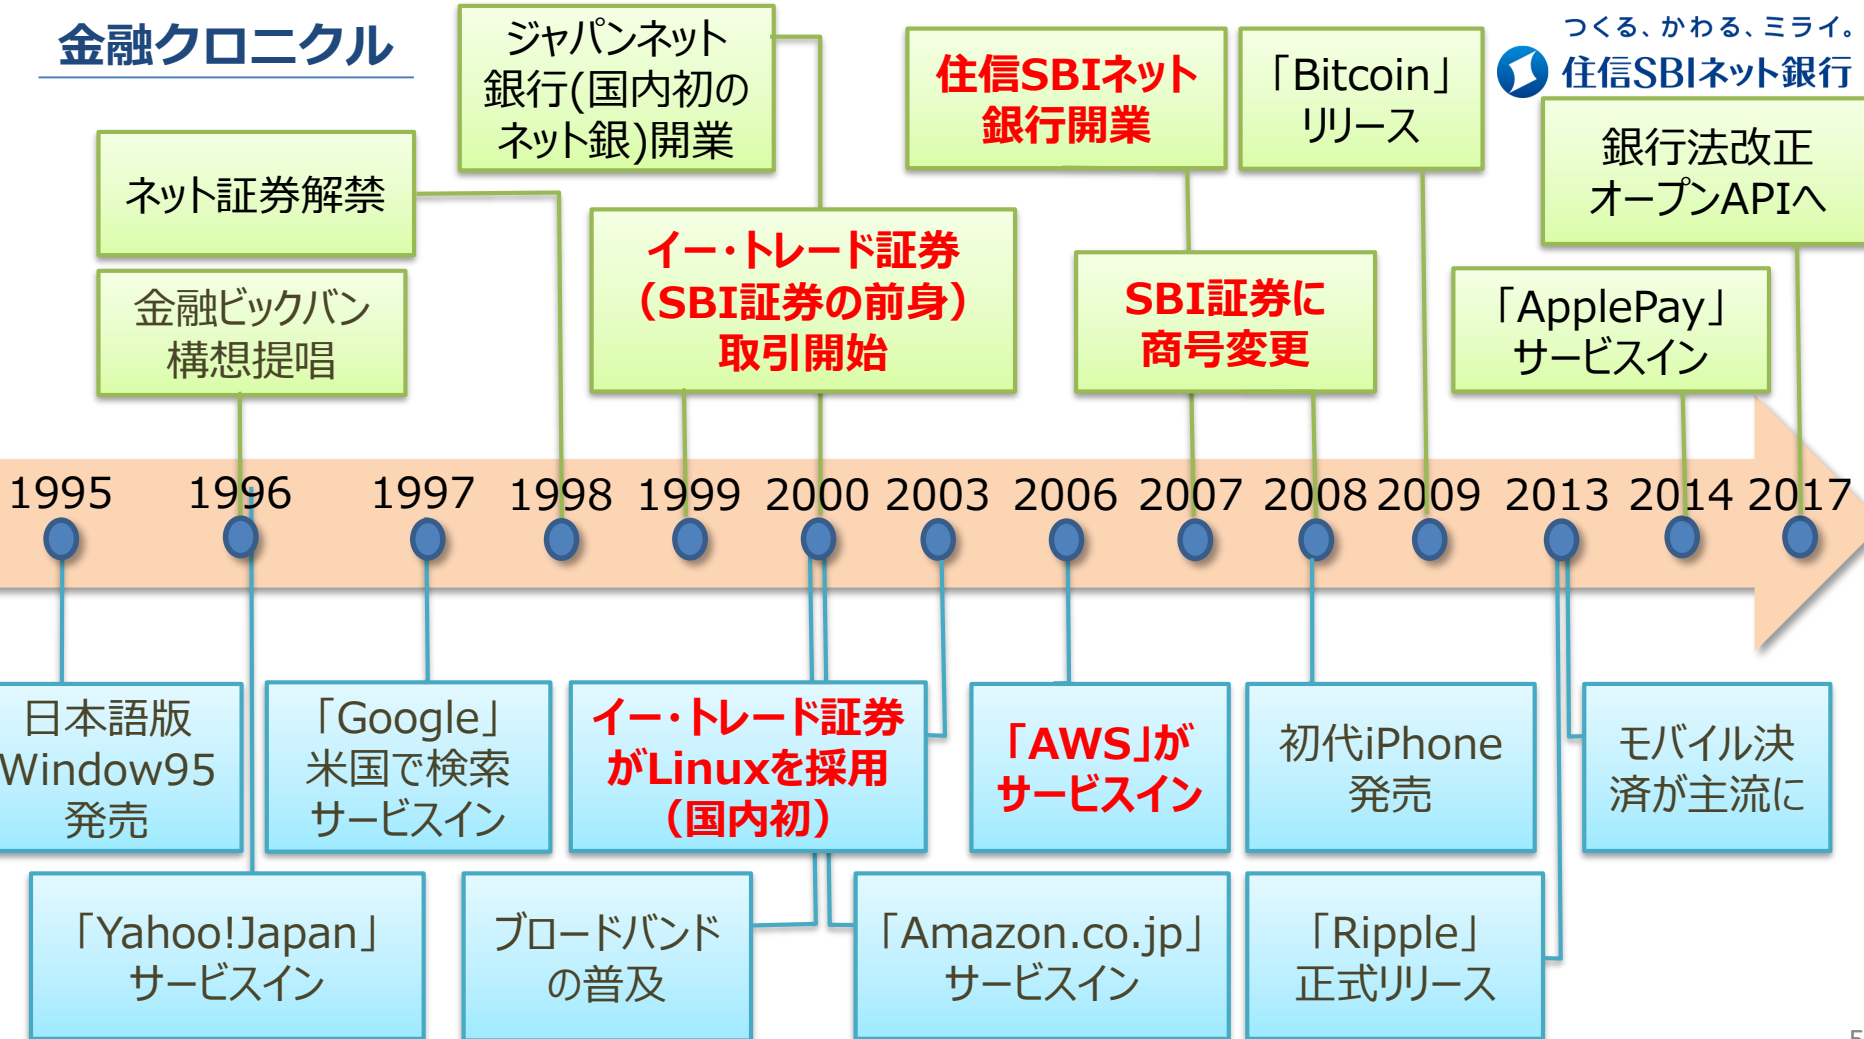 金融クロニクル
つくる、かわる、ミライ。
住信SBIネット銀行
ジャパンネット
銀行(国内初の
ネット銀)開業
住信SBIネット
銀行開業
「Bitcoin」
リリース
銀行法改正
オープンAPIへ
ネット証券解禁
イー・トレード証券
（SBI証券の前身）
取引開始
SBI証券に
商号変更
「ApplePay」
サービスイン
金融ビックバン
構想提唱
1995 1996 1997 1998 1999 2000 2003 2006 2007 2008 2009 2013 2014 2017
日本語版
Window95
発売
「Google」
米国で検索
サービスイン
イー・トレード証券
がLinuxを採用
（国内初）
「AWS」が
サービスイン
初代iPhone
発売
モバイル決
済が主流に
「Yahoo!Japan」
サービスイン
ブロードバンド
の普及
「Amazon.co.jp」
サービスイン
「Ripple」
正式リリース
5